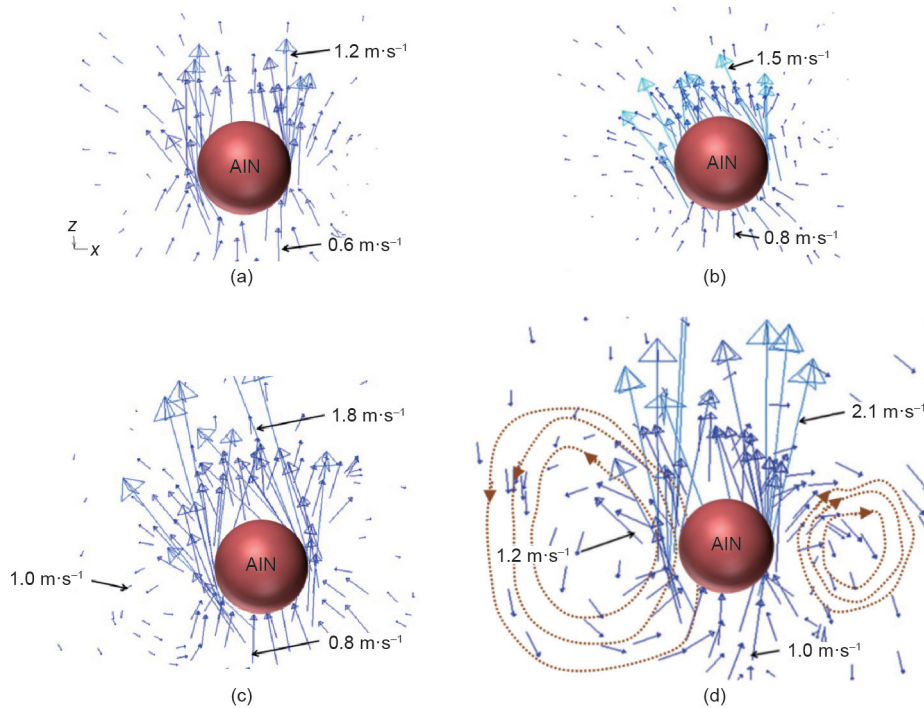 1.2 m·s⁻¹
AlN
z
x
0.6 m·s⁻¹
(a)
1.5 m·s⁻¹
AlN
0.8 m·s⁻¹
(b)
1.8 m·s⁻¹
AlN
1.0 m·s⁻¹
0.8 m·s⁻¹
(c)
2.1 m·s⁻¹
1.2 m·s⁻¹
AlN
1.0 m·s⁻¹
(d)